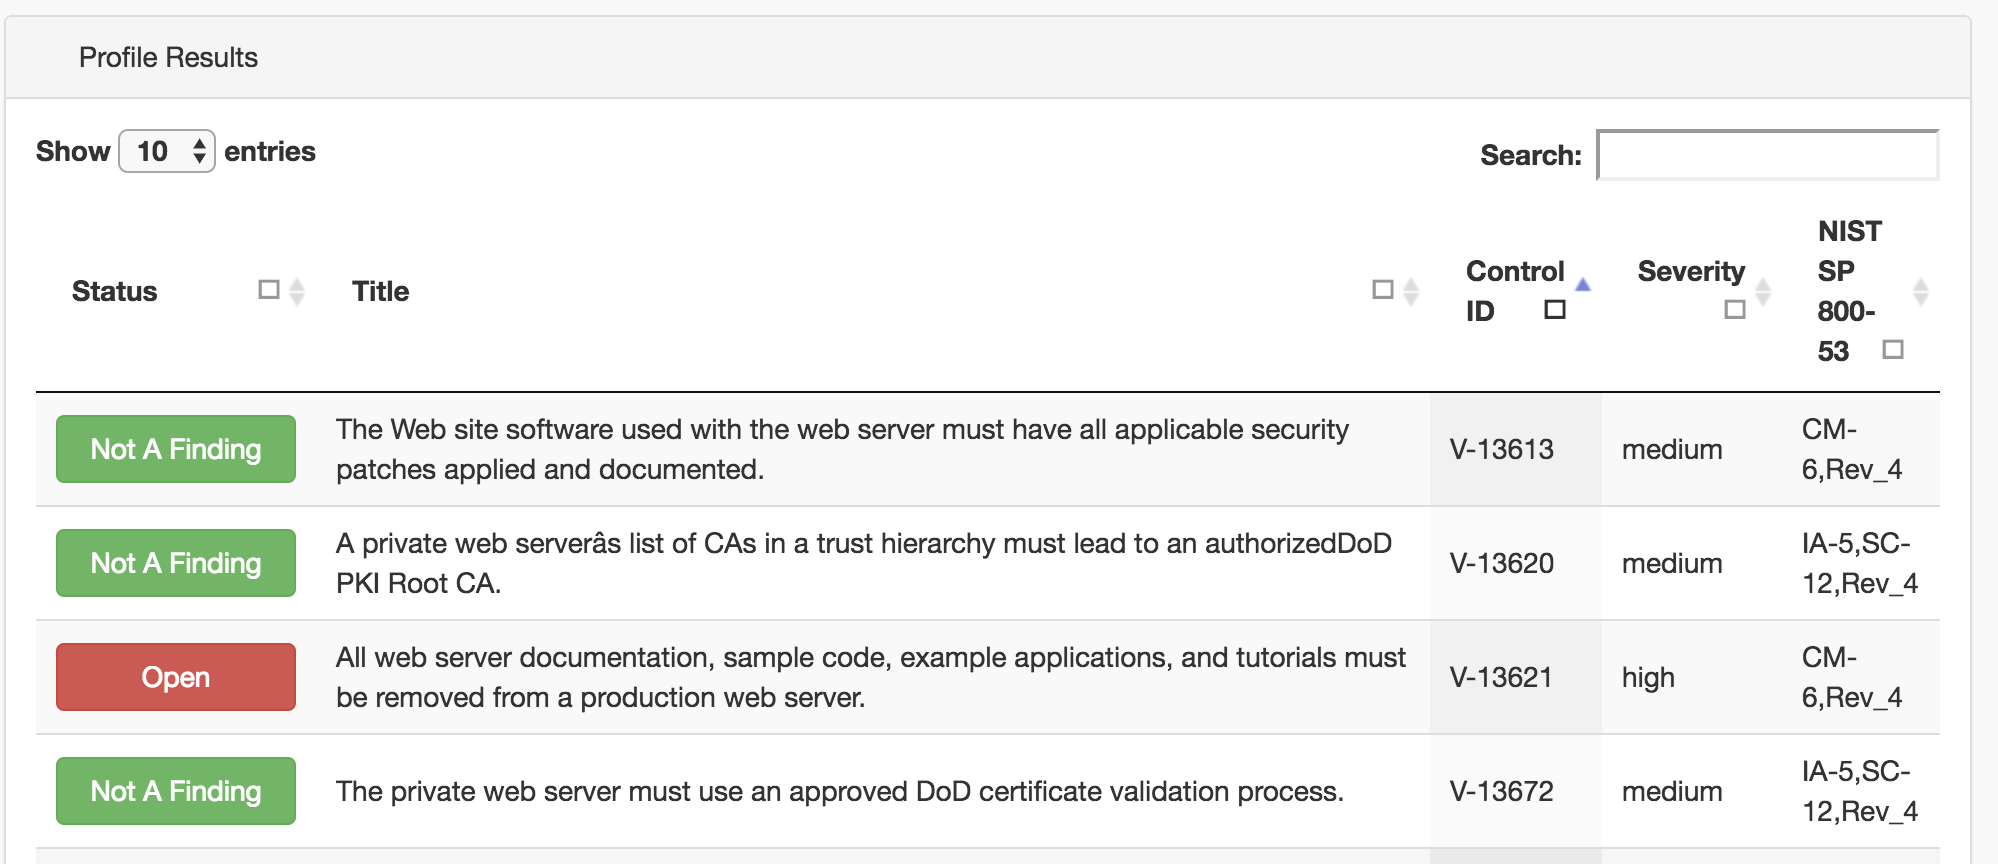 Profile Results
Show 10 entries
Search:
Status
Title
Control
ID
Severity
NIST
SP
800-
53
Not A Finding
The Web site software used with the web server must have all applicable security
patches applied and documented.
V-13613
medium
CM-
6,Rev_4
Not A Finding
A private web serverâs list of CAs in a trust hierarchy must lead to an authorizedDoD
PKI Root CA.
V-13620
medium
IA-5,SC-
12,Rev_4
Open
All web server documentation, sample code, example applications, and tutorials must
be removed from a production web server.
V-13621
high
CM-
6,Rev_4
Not A Finding
The private web server must use an approved DoD certificate validation process.
V-13672
medium
IA-5,SC-
12,Rev_4